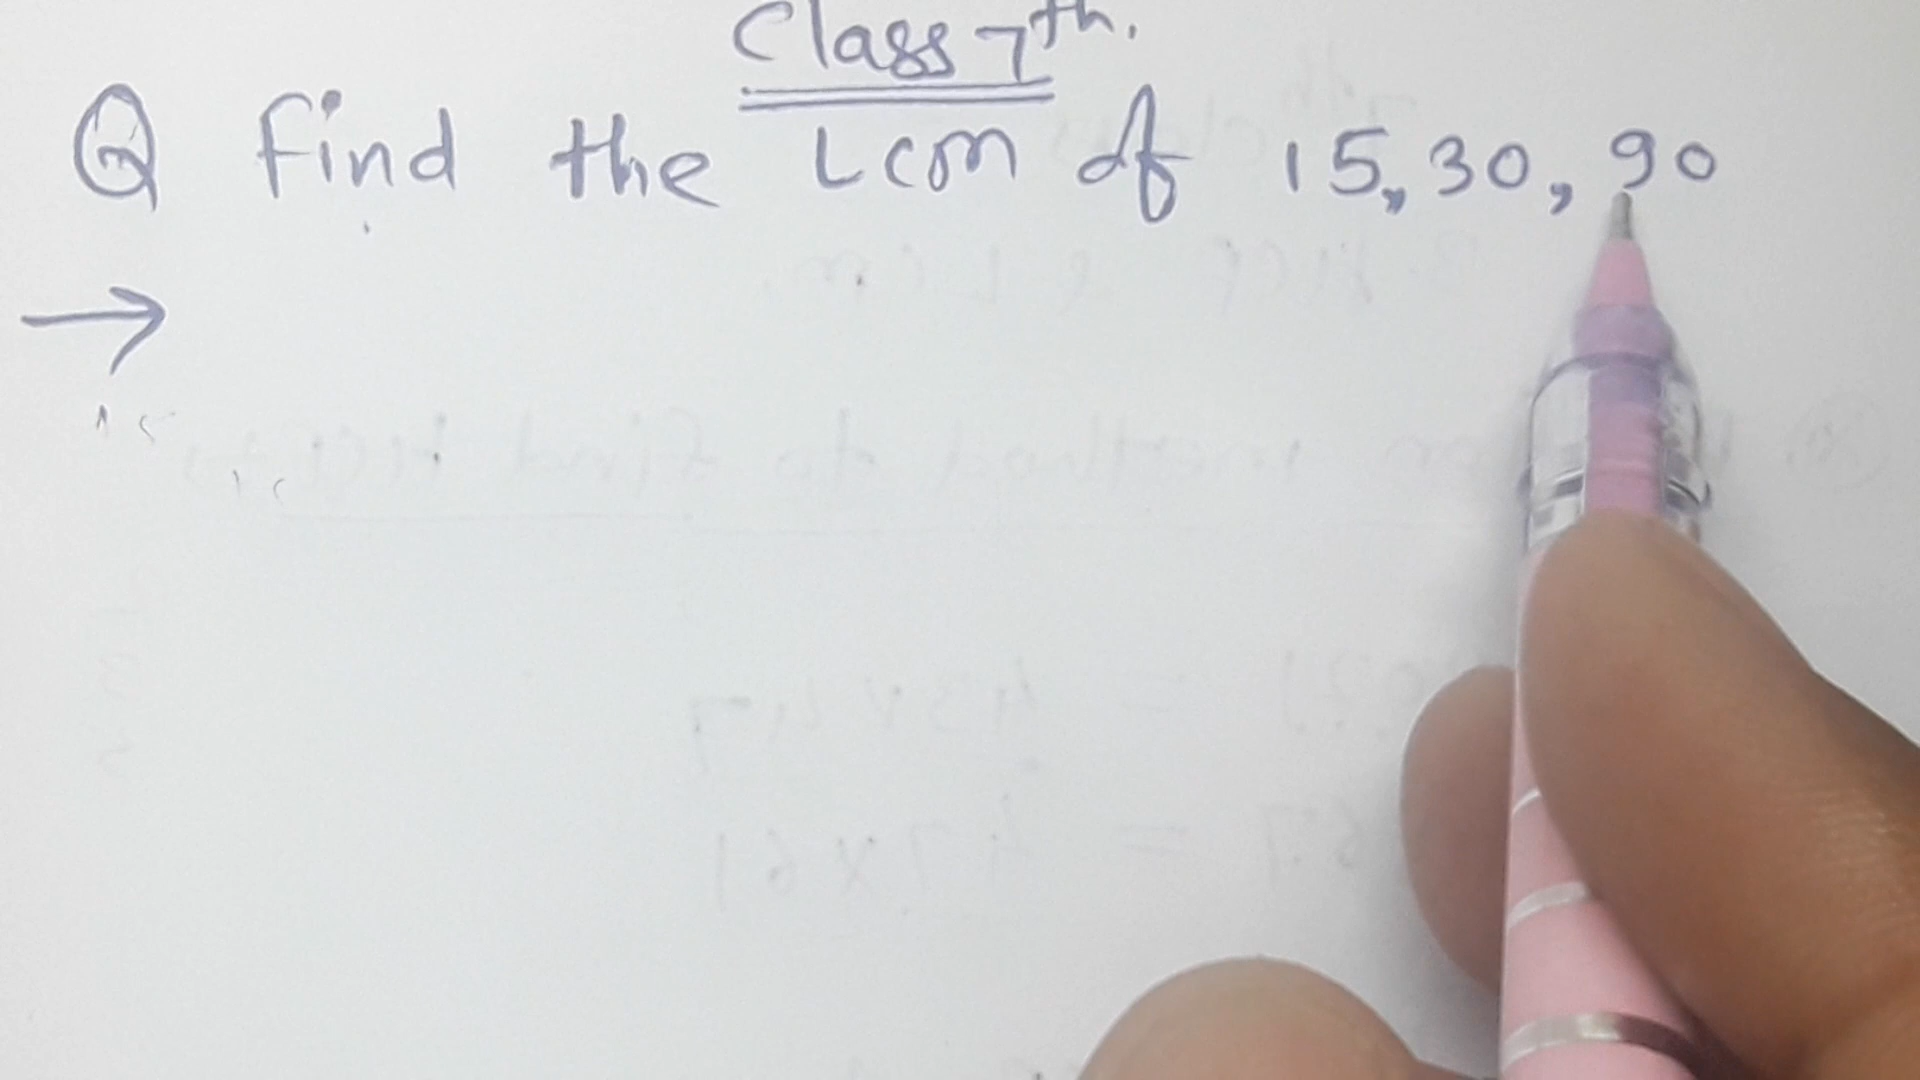 Class 7th.
Q Find the LCM of 15, 30, 90
→